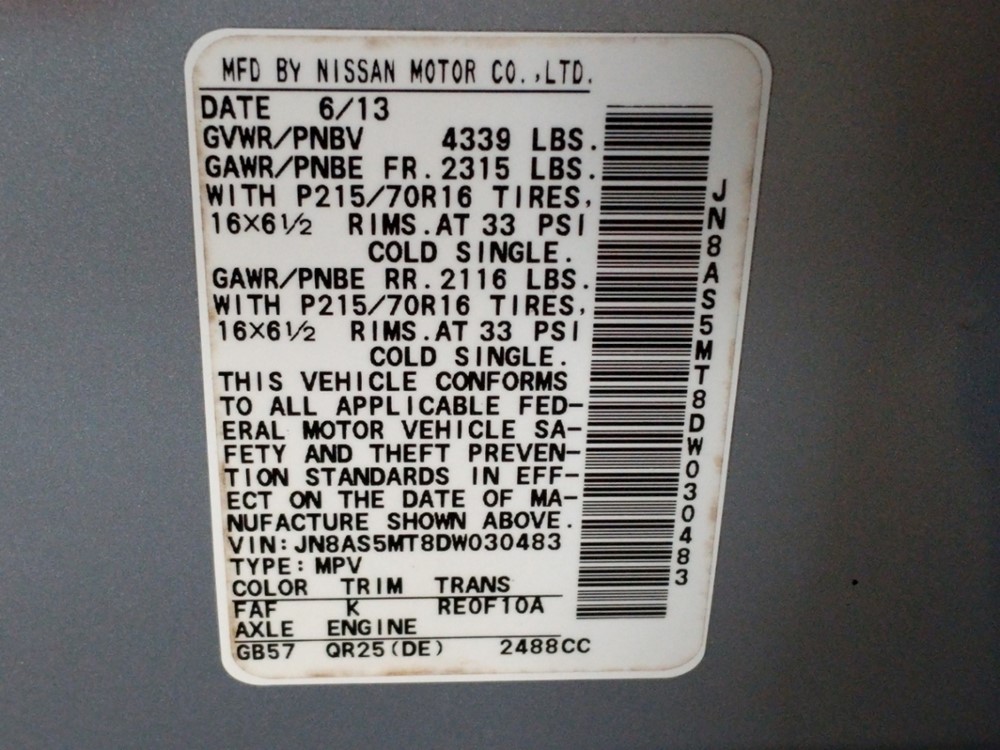 MFD BY NISSAN MOTOR CO.,LTD.
DATE 6/13
GVWR/PNBV 4339 LBS.
GAWR/PNBE FR.2315 LBS.
WITH P215/70R16 TIRES,
16×6½ RIMS.AT 33 PSI
COLD SINGLE.
GAWR/PNBE RR.2116 LBS.
WITH P215/70R16 TIRES,
16×6½ RIMS.AT 33 PSI
COLD SINGLE.
THIS VEHICLE CONFORMS
TO ALL APPLICABLE FED-
ERAL MOTOR VEHICLE SA-
FETY AND THEFT PREVEN-
TION STANDARDS IN EFF-
ECT ON THE DATE OF MA-
NUFACTURE SHOWN ABOVE.
VIN:JN8AS5MT8DW030483
TYPE:MPV
COLOR TRIM TRANS
FAF K RE0F10A
AXLE ENGINE
GB57 QR25(DE) 2488CC
JN8AS5MT8DW030483